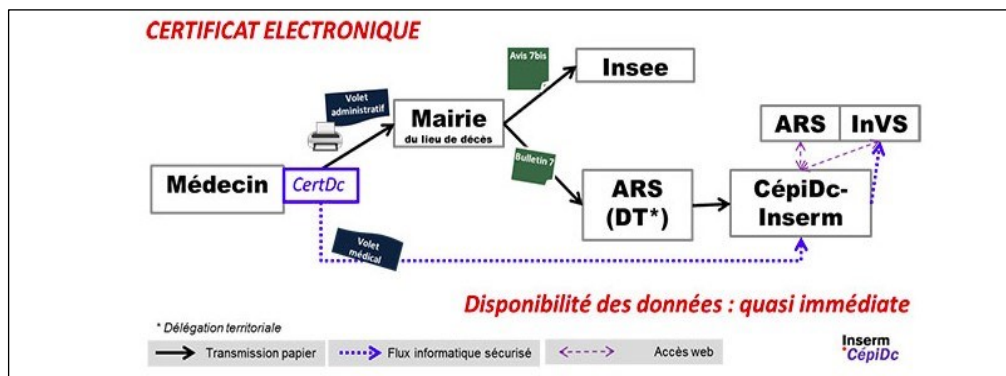 CERTIFICAT ELECTRONIQUE
Avis 7bis
Insee
Volet
administratif
Mairie
du lieu de décès
ARS
InVS
Bulletin 7
Médecin
CertDc
ARS
(DT*)
CépiDc-
Inserm
Volet
médical
Disponibilité des données : quasi immédiate
* Délégation territoriale
Transmission papier
Flux informatique sécurisé
Accès web
Inserm
CépiDc